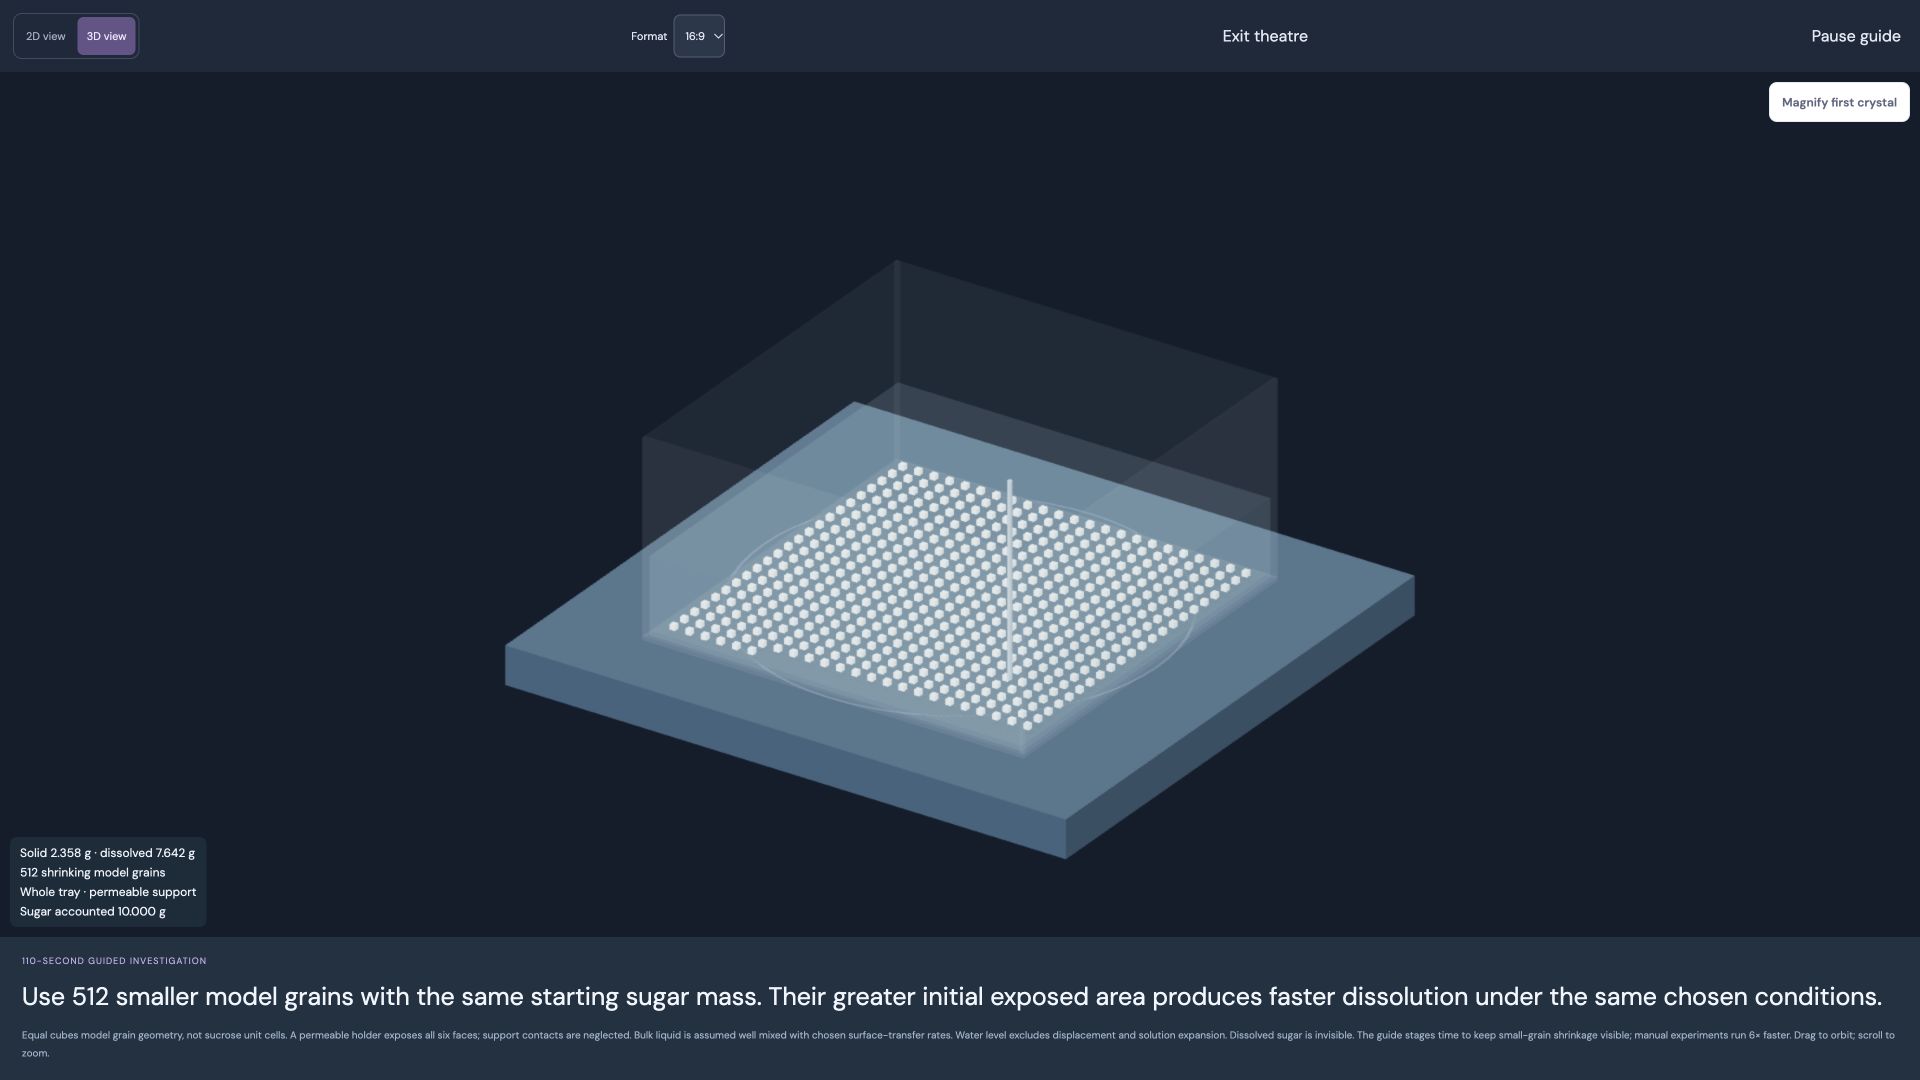 2D view
3D view
Format
16:9
Exit theatre
Pause guide
Magnify first crystal
Solid 2.358 g · dissolved 7.642 g
512 shrinking model grains
Whole tray · permeable support
Sugar accounted 10.000 g
110-SECOND GUIDED INVESTIGATION
Use 512 smaller model grains with the same starting sugar mass. Their greater initial exposed area produces faster dissolution under the same chosen conditions.
Equal cubes model grain geometry, not sucrose unit cells. A permeable holder exposes all six faces; support contacts are neglected. Bulk liquid is assumed well mixed with chosen surface-transfer rates. Water level excludes displacement and solution expansion. Dissolved sugar is invisible. The guide stages time to keep small-grain shrinkage visible; manual experiments run 6× faster. Drag to orbit; scroll to
zoom.